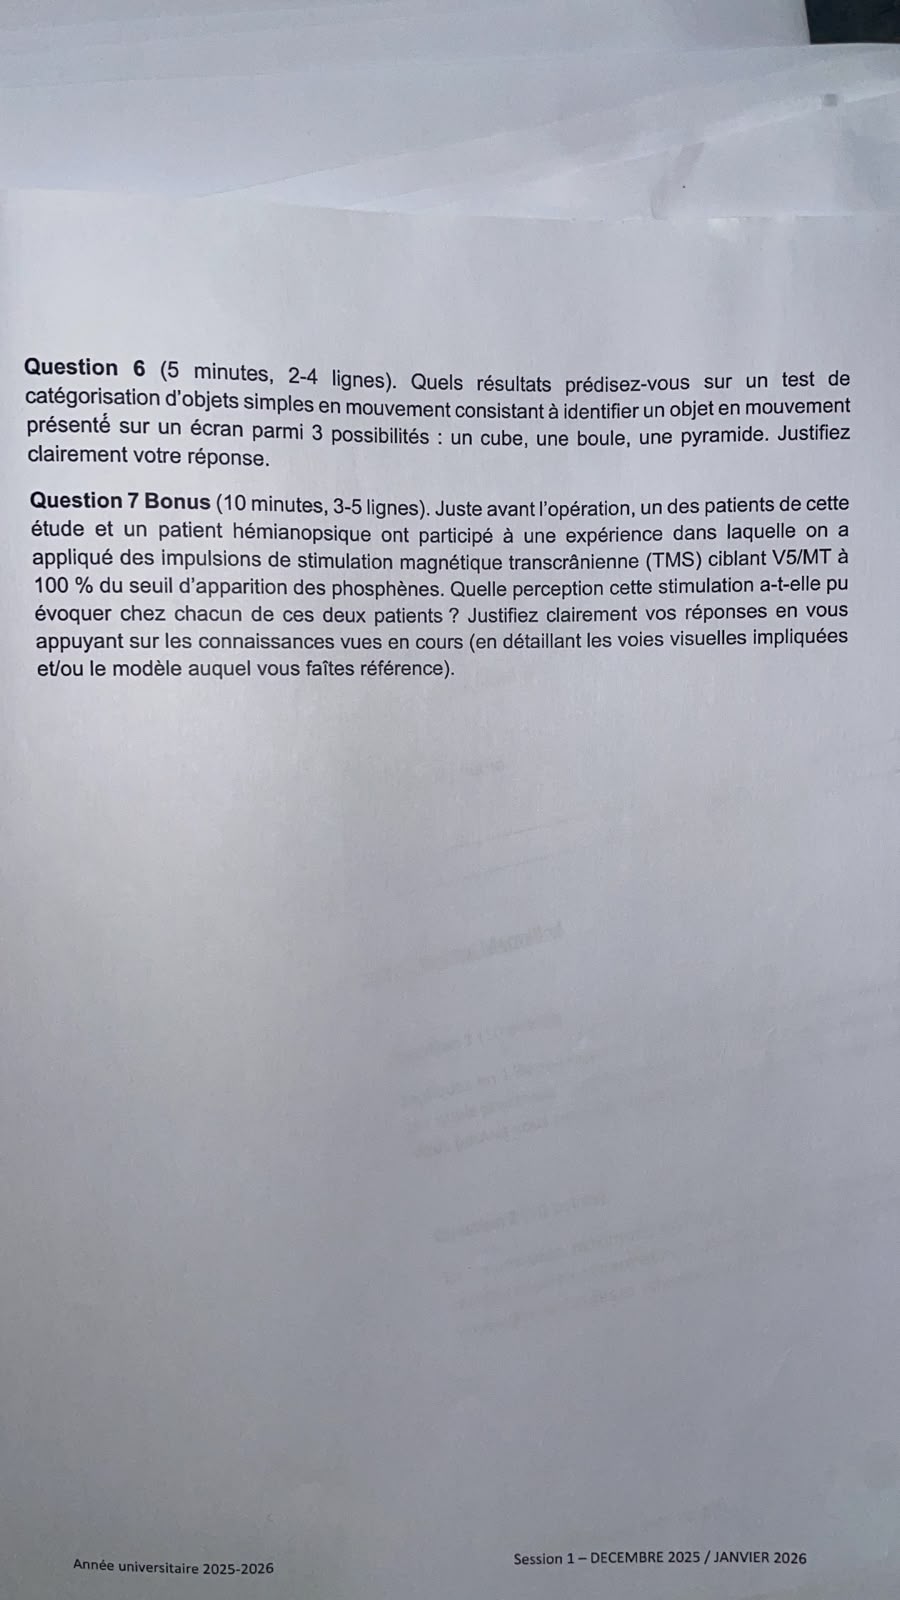 Question 6 (5 minutes, 2-4 lignes). Quels résultats prédisez-vous sur un test de
catégorisation d'objets simples en mouvement consistant à identifier un objet en mouvement
présenté sur un écran parmi 3 possibilités : un cube, une boule, une pyramide. Justifiez
clairement votre réponse.
Question 7 Bonus (10 minutes, 3-5 lignes). Juste avant l'opération, un des patients de cette
étude et un patient hémianopsique ont participé à une expérience dans laquelle on a
appliqué des impulsions de stimulation magnétique transcrânienne (TMS) ciblant V5/MT à
100 % du seuil d'apparition des phosphènes. Quelle perception cette stimulation a-t-elle pu
évoquer chez chacun de ces deux patients ? Justifiez clairement vos réponses en vous
appuyant sur les connaissances vues en cours (en détaillant les voies visuelles impliquées
et/ou le modèle auquel vous faîtes référence).
Année universitaire 2025-2026
Session 1 – DECEMBRE 2025 / JANVIER 2026